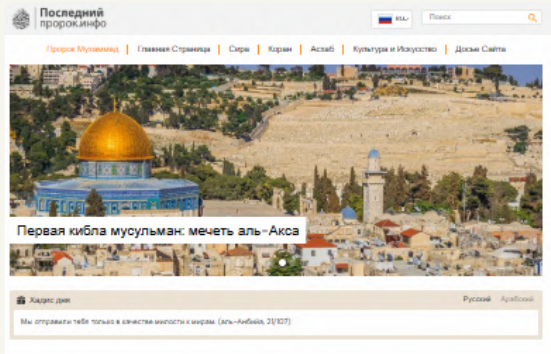 Последний
пророк.инфо
RU
Поиск
Пророк Мухаммад | Главная Страница | Сира | Коран | Асхаб | Культура и Искусство | Досье Сайта
Первая кибла мусульман: мечеть аль-Акса
Хадис дня
Русский Арабский
Мы отправили тебя только в качестве милости к мирам. (аль-Анбийа, 21/107)